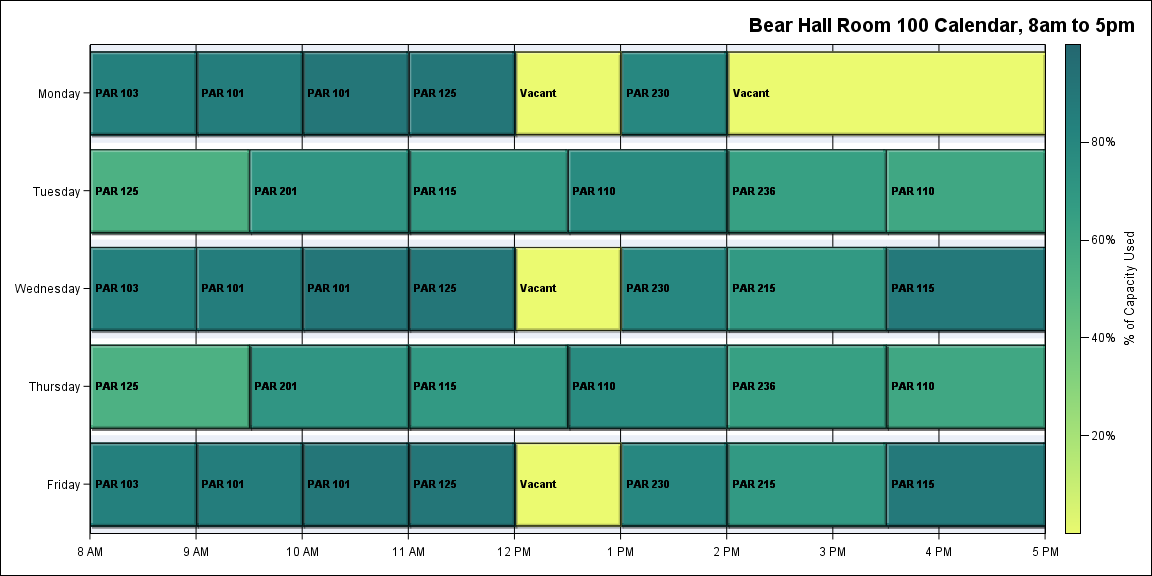 Bear Hall Room 100 Calendar, 8am to 5pm
Monday
PAR 103
PAR 101
PAR 101
PAR 125
Vacant
PAR 230
Vacant
Tuesday
PAR 125
PAR 201
PAR 115
PAR 110
PAR 236
PAR 110
Wednesday
PAR 103
PAR 101
PAR 101
PAR 125
Vacant
PAR 230
PAR 215
PAR 115
Thursday
PAR 125
PAR 201
PAR 115
PAR 110
PAR 236
PAR 110
Friday
PAR 103
PAR 101
PAR 101
PAR 125
Vacant
PAR 230
PAR 215
PAR 115
8 AM
9 AM
10 AM
11 AM
12 PM
1 PM
2 PM
3 PM
4 PM
5 PM
80%
60%
40%
20%
% of Capacity Used